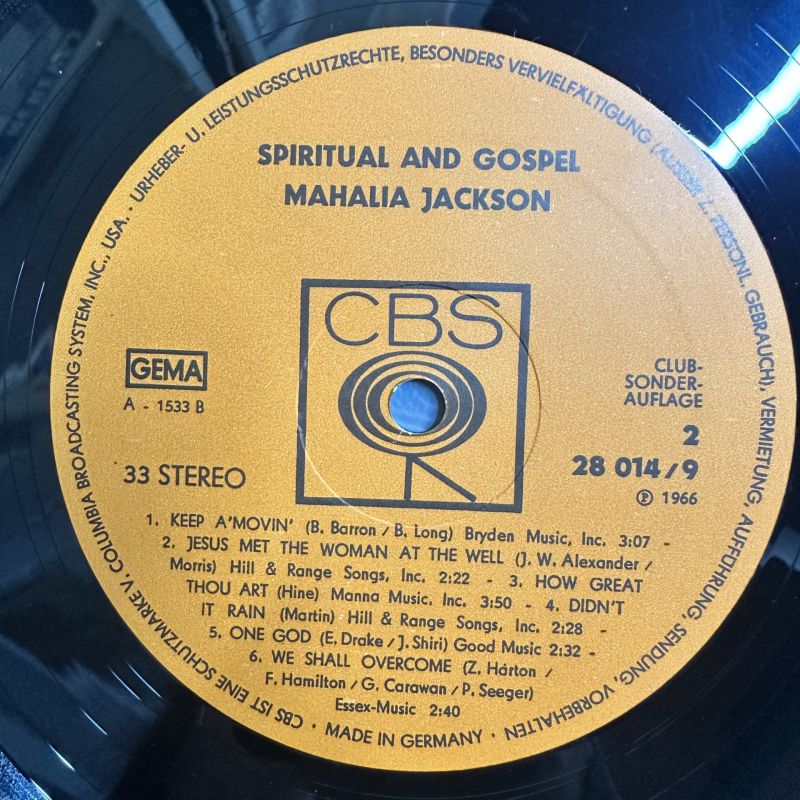 URHEBER- U. LEISTUNGSSCHUTZRECHTE, BESONDERS VERVIELFÄLTIGUNG (AUSSER Z. PERSONL. GEBRAUCH), VERMIETUNG, AUFFÜHRUNG, SENDUNG, VORBEHALTEN
SPIRITUAL AND GOSPEL
MAHALIA JACKSON
CBS
GEMA
A - 1533 B
33 STEREO
CLUB-
SONDER-
AUFLAGE
2
28 014/9
Ⓟ 1966
1. KEEP A'MOVIN' (B. Barron / B. Long) Bryden Music, Inc. 3:07 -
2. JESUS MET THE WOMAN AT THE WELL (J. W. Alexander /
Morris) Hill & Range Songs, Inc. 2:22 - 3. HOW GREAT
THOU ART (Hine) Manna Music. Inc. 3:50 - 4. DIDN'T
IT RAIN (Martin) Hill & Range Songs, Inc. 2:28 -
5. ONE GOD (E. Drake / J. Shiri) Good Music 2:32 -
6. WE SHALL OVERCOME (Z. Hárton /
F. Hamilton / G. Carawan / P. Seeger)
Essex-Music 2:40
CBS IST EINE SCHUTZMARKE V. COLUMBIA BROADCASTING SYSTEM, INC., USA. ·
· MADE IN GERMANY ·